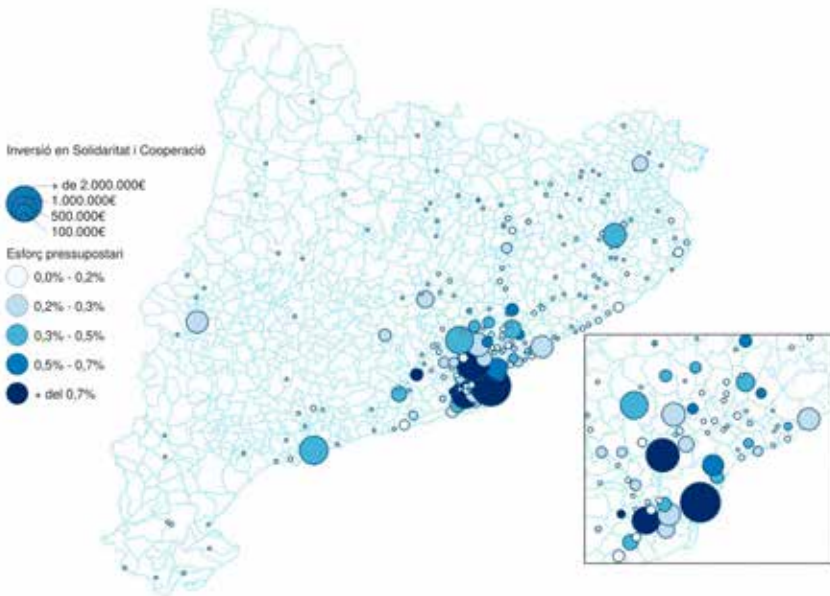 Inversió en Solidaritat i Cooperació
+ de 2.000.000€
1.000.000€
500.000€
100.000€
Esforç pressupostari
0,0% - 0,2%
0,2% - 0,3%
0,3% - 0,5%
0,5% - 0,7%
+ del 0,7%